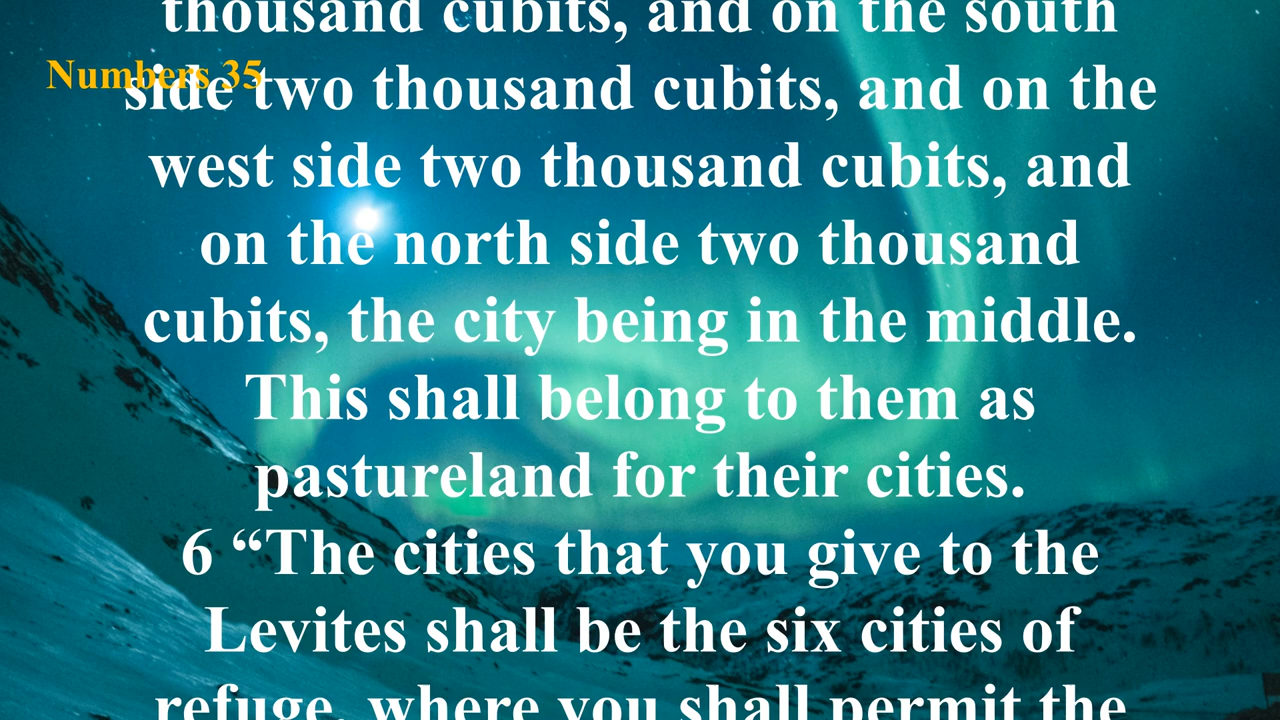 thousand cubits, and on the south
Numbers 35
side two thousand cubits, and on the
west side two thousand cubits, and
on the north side two thousand
cubits, the city being in the middle.
This shall belong to them as
pastureland for their cities.
6 “The cities that you give to the
Levites shall be the six cities of
refuge, where you shall permit the